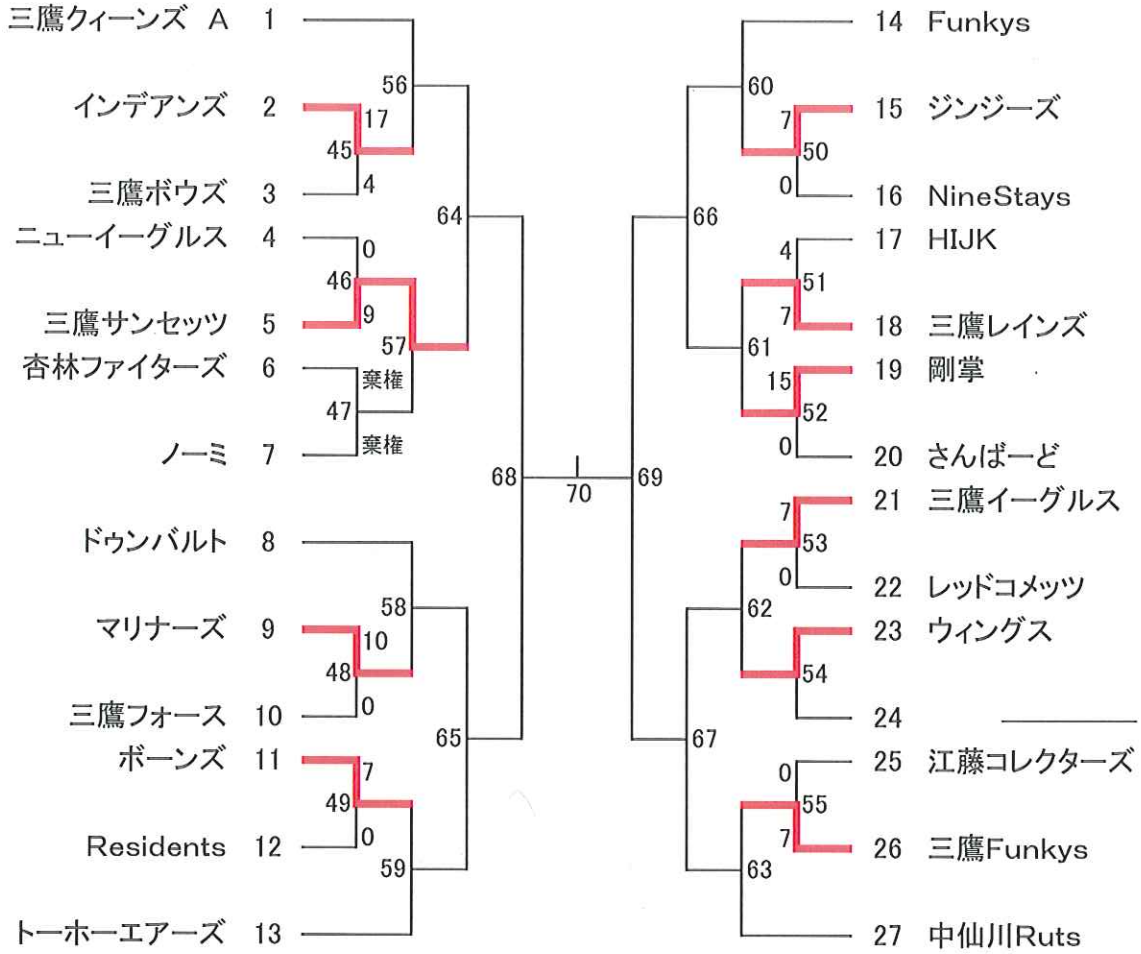 三鷹クィーンズ A 1
56
インデアンズ 2
17
45
4
三鷹ボウズ 3
64
ニューイーグルス 4
0
46
9
三鷹サンセッツ 5
57
杏林ファイターズ 6
棄権
47
棄権
ノーミ 7
68
ドゥンバルト 8
58
マリナーズ 9
10
48
0
三鷹フォース 10
65
ボーンズ 11
7
49
0
Residents 12
59
トーホーエアーズ 13
70
14 Funkys
60
7
15 ジンジーズ
50
0
16 NineStays
66
17 HIJK
4
51
7
18 三鷹レインズ
61
19 剛掌
15
52
0
20 さんばーど
69
21 三鷹イーグルス
7
53
0
22 レッドコメッツ
62
23 ウィングス
54
24
67
25 江藤コレクターズ
0
55
7
26 三鷹Funkys
63
27 中仙川Ruts